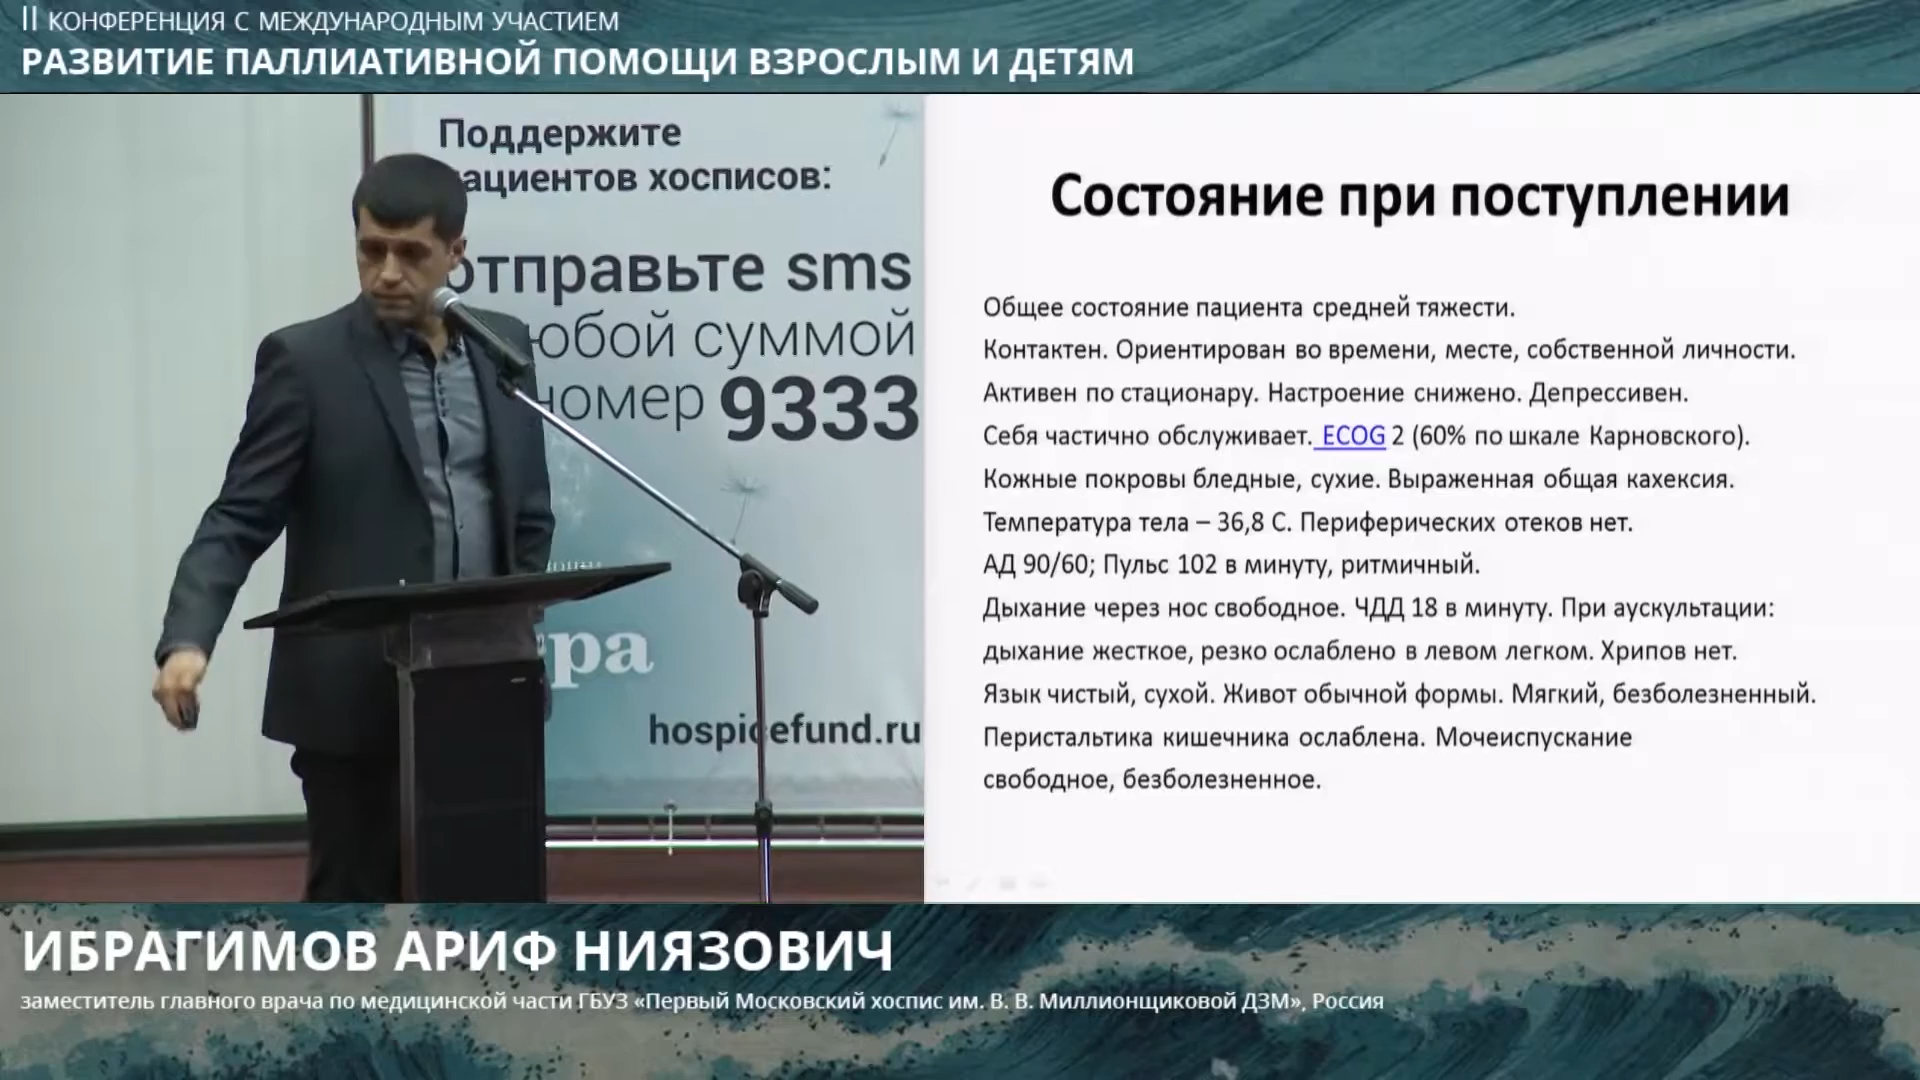 II КОНФЕРЕНЦИЯ С МЕЖДУНАРОДНЫМ УЧАСТИЕМ
РАЗВИТИЕ ПАЛЛИАТИВНОЙ ПОМОЩИ ВЗРОСЛЫМ И ДЕТЯМ
Поддержите
пациентов хосписов:
отправьте sms
любой суммой
номер 9333
hospicefund.ru
Состояние при поступлении
Общее состояние пациента средней тяжести.
Контактен. Ориентирован во времени, месте, собственной личности.
Активен по стационару. Настроение снижено. Депрессивен.
Себя частично обслуживает. ECOG 2 (60% по шкале Карновского).
Кожные покровы бледные, сухие. Выраженная общая кахексия.
Температура тела – 36,8 С. Периферических отеков нет.
АД 90/60; Пульс 102 в минуту, ритмичный.
Дыхание через нос свободное. ЧДД 18 в минуту. При аускультации:
дыхание жесткое, резко ослаблено в левом легком. Хрипов нет.
Язык чистый, сухой. Живот обычной формы. Мягкий, безболезненный.
Перистальтика кишечника ослаблена. Мочеиспускание
свободное, безболезненное.
ИБРАГИМОВ АРИФ НИЯЗОВИЧ
заместитель главного врача по медицинской части ГБУЗ «Первый Московский хоспис им. В. В. Миллионщиковой ДЗМ», Россия